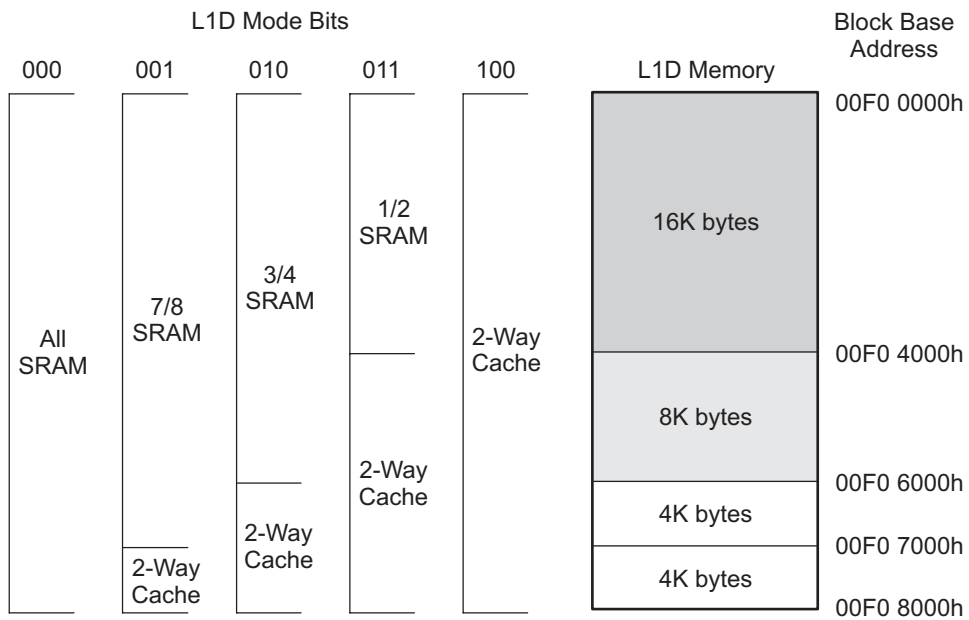 L1D Mode Bits
000 001 010 011 100
L1D Memory
Block Base
Address
All
SRAM
7/8
SRAM
2-Way
Cache
3/4
SRAM
2-Way
Cache
1/2
SRAM
2-Way
Cache
2-Way
Cache
16K bytes
8K bytes
4K bytes
4K bytes
00F0 0000h
00F0 4000h
00F0 6000h
00F0 7000h
00F0 8000h